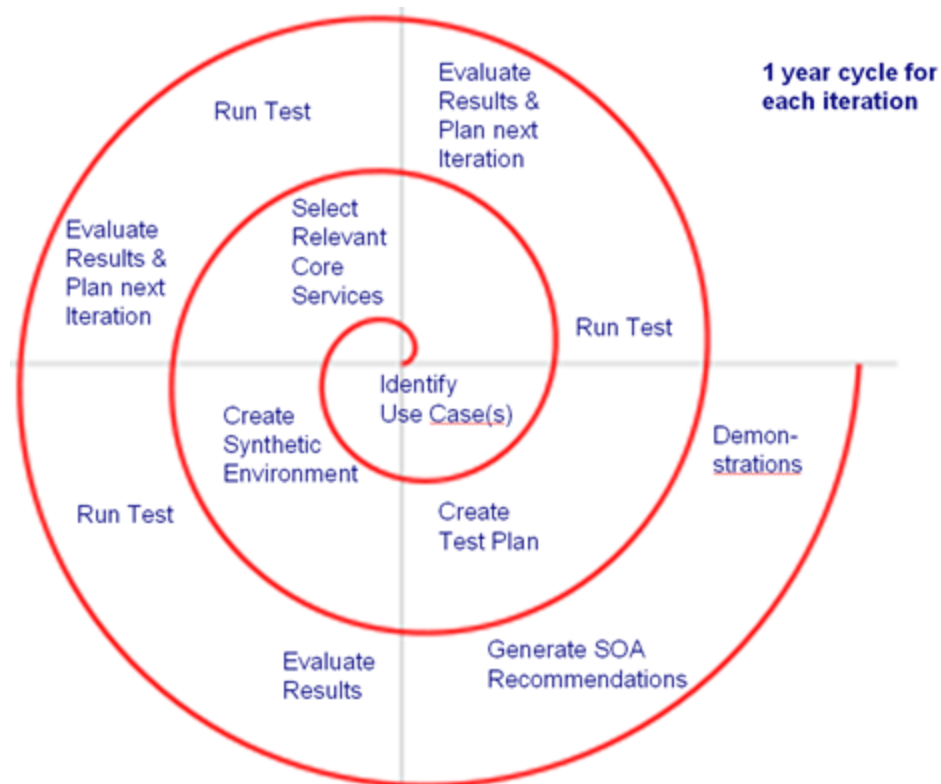 Evaluate
Results &
Plan next
Iteration
1 year cycle for
each iteration
Run Test
Select
Relevant
Core
Services
Evaluate
Results &
Plan next
Iteration
Run Test
Identify
Use Case(s)
Create
Synthetic
Environment
Demon-
strations
Run Test
Create
Test Plan
Evaluate
Results
Generate SOA
Recommendations